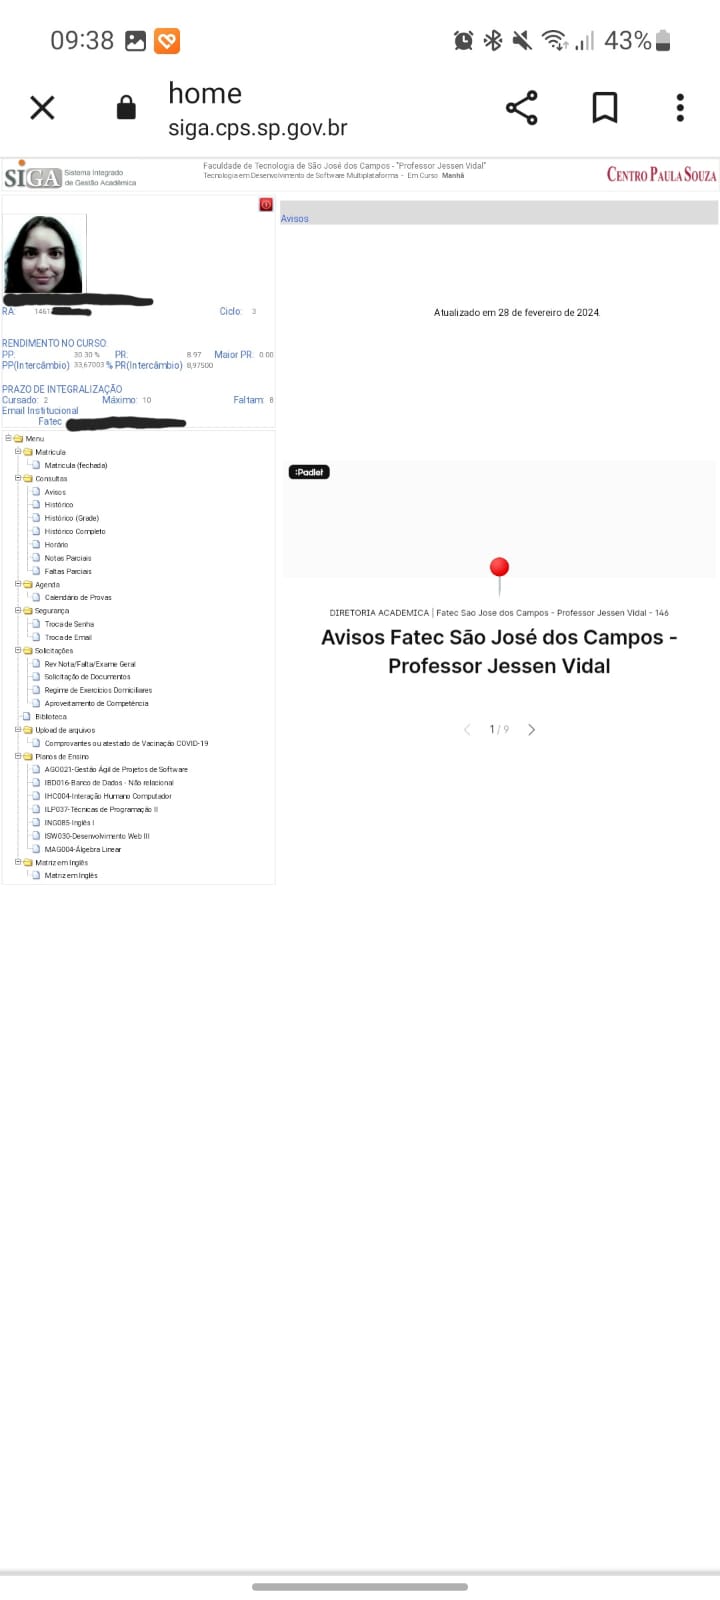 09:38
43%
home
siga.cps.sp.gov.br
SIGA Sistema Integrado de Gestão Acadêmica
Faculdade de Tecnologia de São José dos Campos - "Professor Jessen Vidal"
Tecnologia em Desenvolvimento de Software Multiplataforma - Em Curso Manhã
CENTRO PAULA SOUZA
RA: 1461
Ciclo: 3
RENDIMENTO NO CURSO:
PP: 30.30 % PR: 8.97 Maior PR: 0.00
PP(Intercâmbio) 33,67003 % PR(Intercâmbio) 8,97500
PRAZO DE INTEGRALIZAÇÃO
Cursado: 2 Máximo: 10 Faltam: 8
Email Institucional
Fatec
Menu
Matrícula
Matrícula (fechada)
Consultas
Avisos
Histórico
Histórico (Grade)
Histórico Completo
Horário
Notas Parciais
Faltas Parciais
Agenda
Calendário de Provas
Segurança
Troca de Senha
Troca de Email
Solicitações
Rev Nota/Falta/Exame Geral
Solicitação de Documentos
Regime de Exercícios Domiciliares
Aproveitamento de Competência
Biblioteca
Upload de arquivos
Comprovantes ou atestado de Vacinação COVID-19
Planos de Ensino
AGO021-Gestão Ágil de Projetos de Software
IBD016-Banco de Dados - Não relacional
IHC004-Interação Humano Computador
ILP037-Técnicas de Programação II
ING085-Inglês I
ISW030-Desenvolvimento Web III
MAG004-Álgebra Linear
Matriz em Inglês
Matriz em Inglês
Avisos
Atualizado em 28 de fevereiro de 2024.
:Padlet
DIRETORIA ACADEMICA | Fatec Sao Jose dos Campos - Professor Jessen Vidal - 146
Avisos Fatec São José dos Campos -
Professor Jessen Vidal
1 / 9